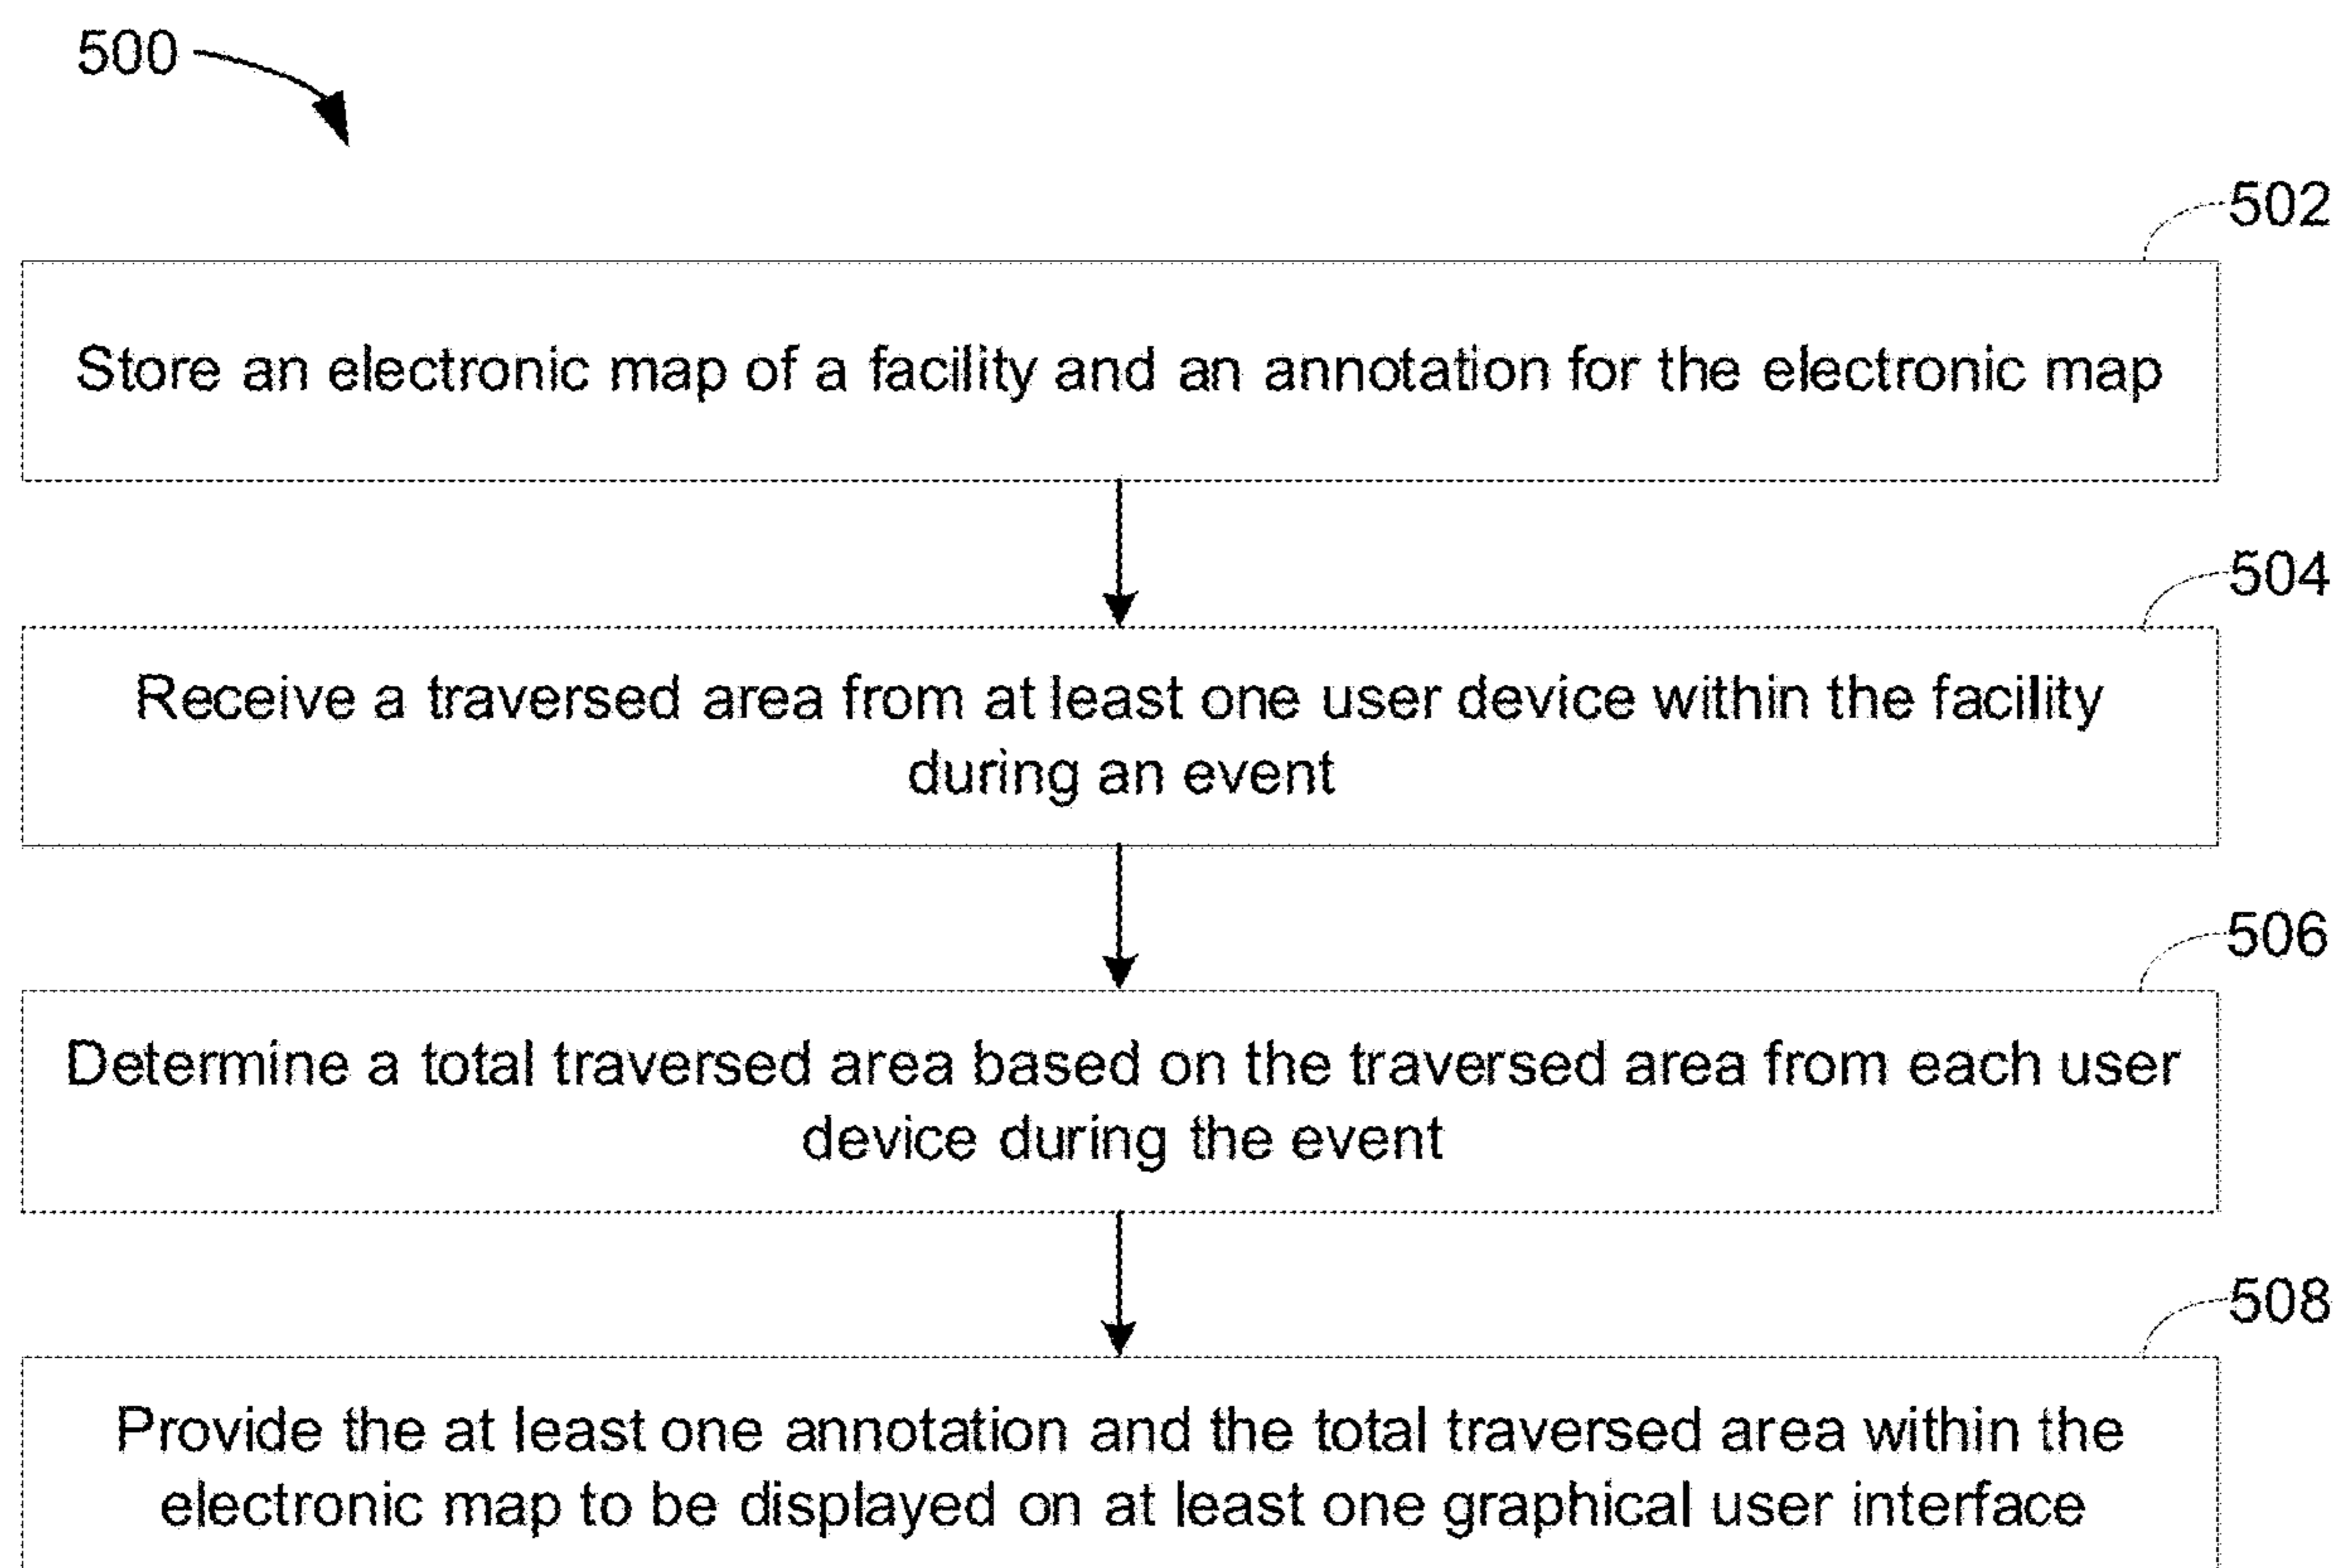 500
502
Store an electronic map of a facility and an annotation for the electronic map
504
Receive a traversed area from at least one user device within the facility
during an event
506
Determine a total traversed area based on the traversed area from each user
device during the event
508
Provide the at least one annotation and the total traversed area within the
electronic map to be displayed on at least one graphical user interface